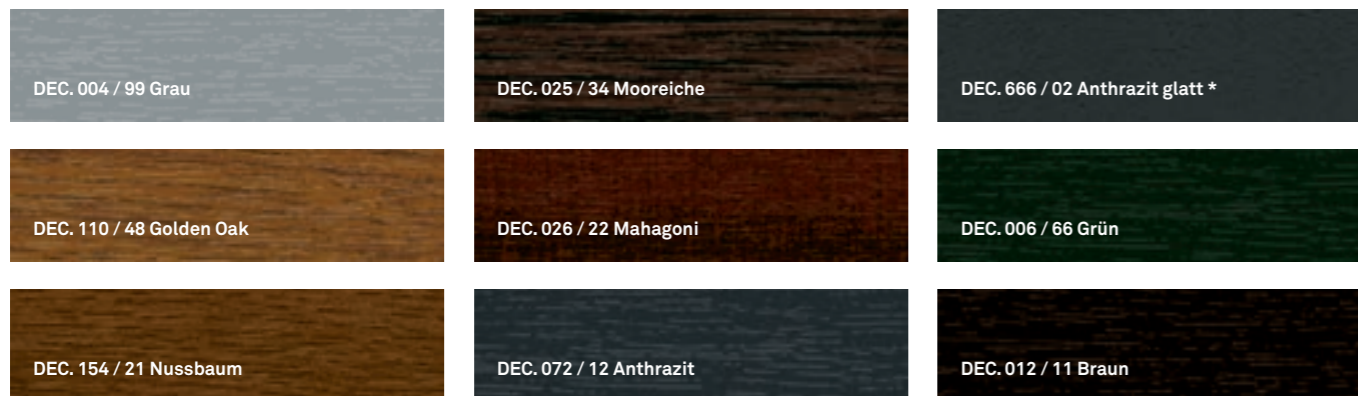 DEC. 004 / 99 Grau
DEC. 025 / 34 Mooreiche
DEC. 666 / 02 Anthrazit glatt *
DEC. 110 / 48 Golden Oak
DEC. 026 / 22 Mahagoni
DEC. 006 / 66 Grün
DEC. 154 / 21 Nussbaum
DEC. 072 / 12 Anthrazit
DEC. 012 / 11 Braun